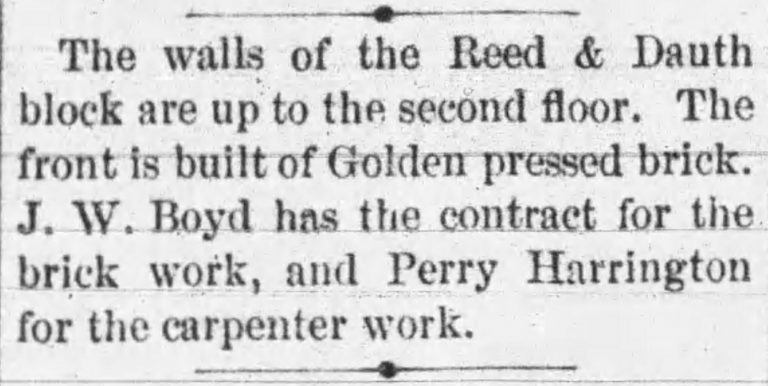 The walls of the Reed & Dauth
block are up to the second floor. The
front is built of Golden pressed brick.
J. W. Boyd has the contract for the
brick work, and Perry Harrington
for the carpenter work.